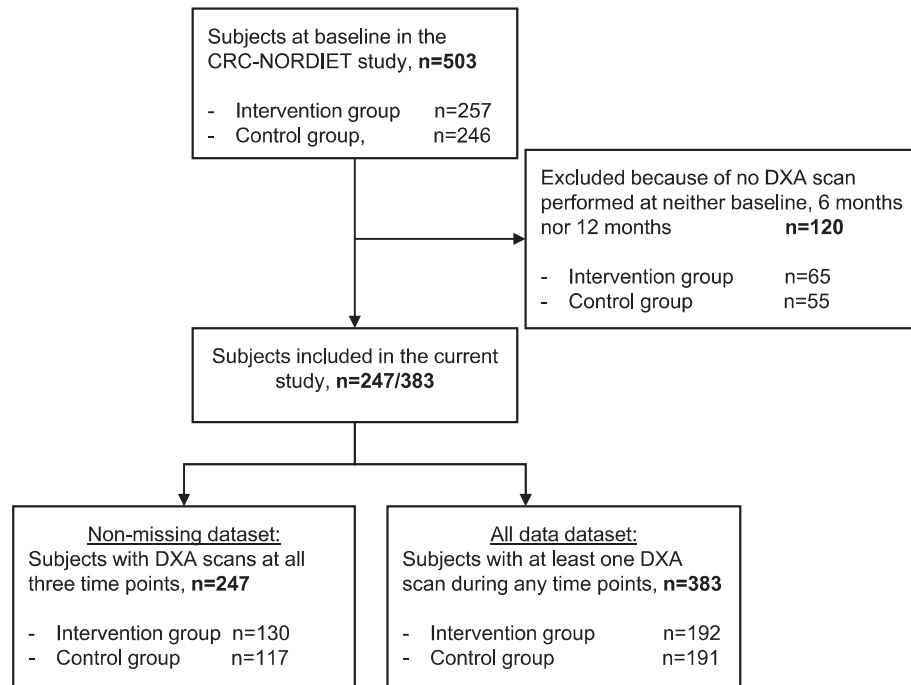 Subjects at baseline in the
CRC-NORDIET study, n=503
- Intervention group n=257
- Control group, n=246
Excluded because of no DXA scan
performed at neither baseline, 6 months
nor 12 months n=120
- Intervention group n=65
- Control group n=55
Subjects included in the current
study, n=247/383
Non-missing dataset:
Subjects with DXA scans at all
three time points, n=247
- Intervention group n=130
- Control group n=117
All data dataset:
Subjects with at least one DXA
scan during any time points, n=383
- Intervention group n=192
- Control group n=191